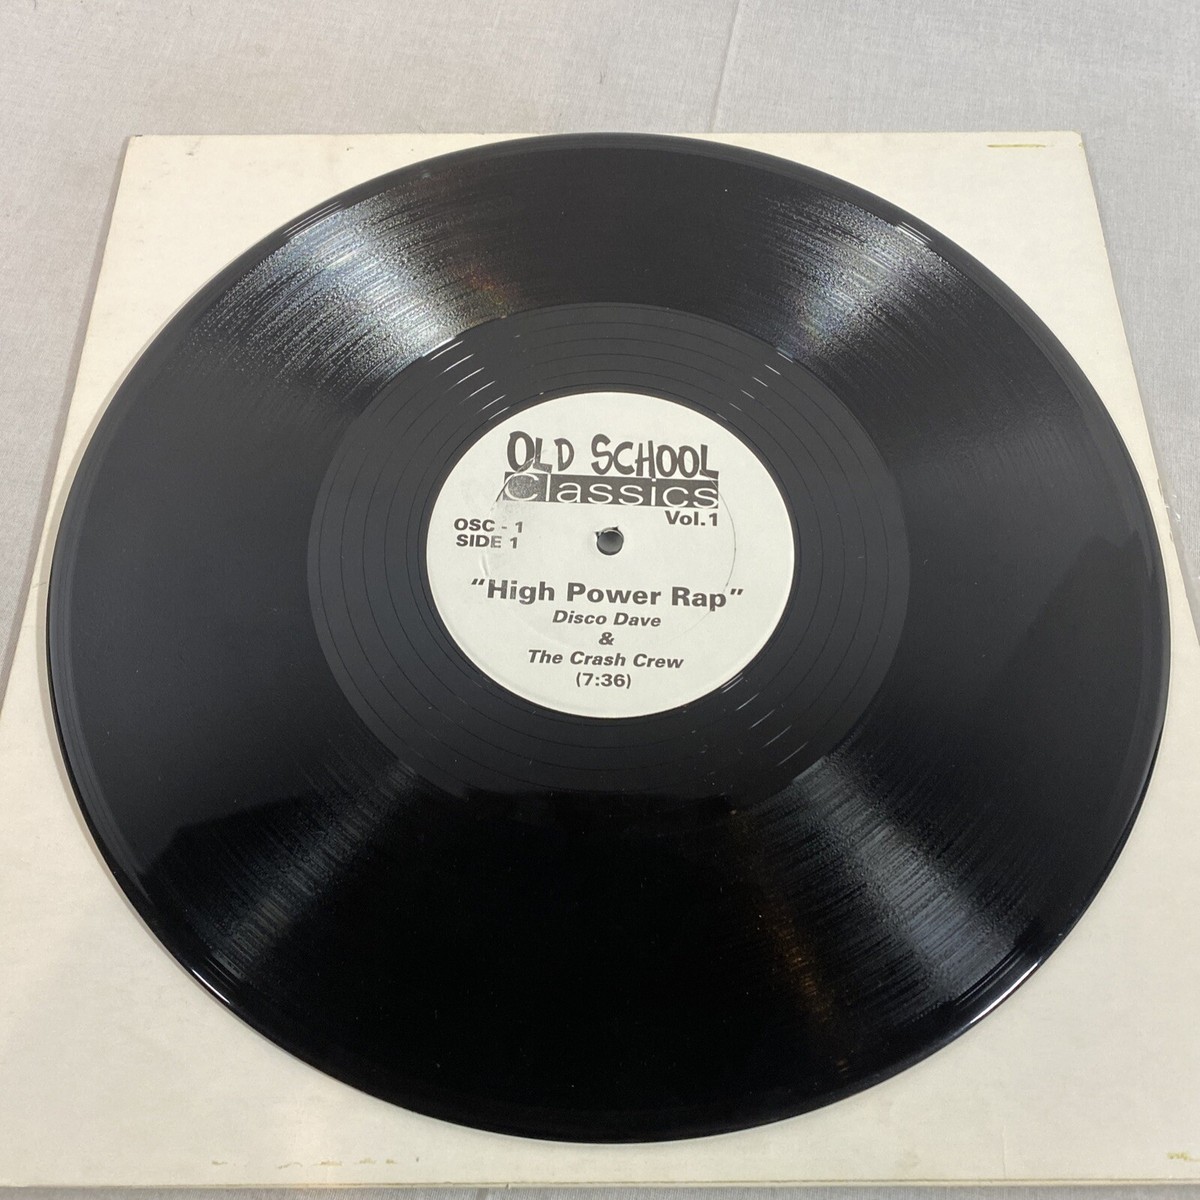 OLD SCHOOL
Classics
Vol.1
OSC - 1
SIDE 1
"High Power Rap"
Disco Dave
&
The Crash Crew
(7:36)